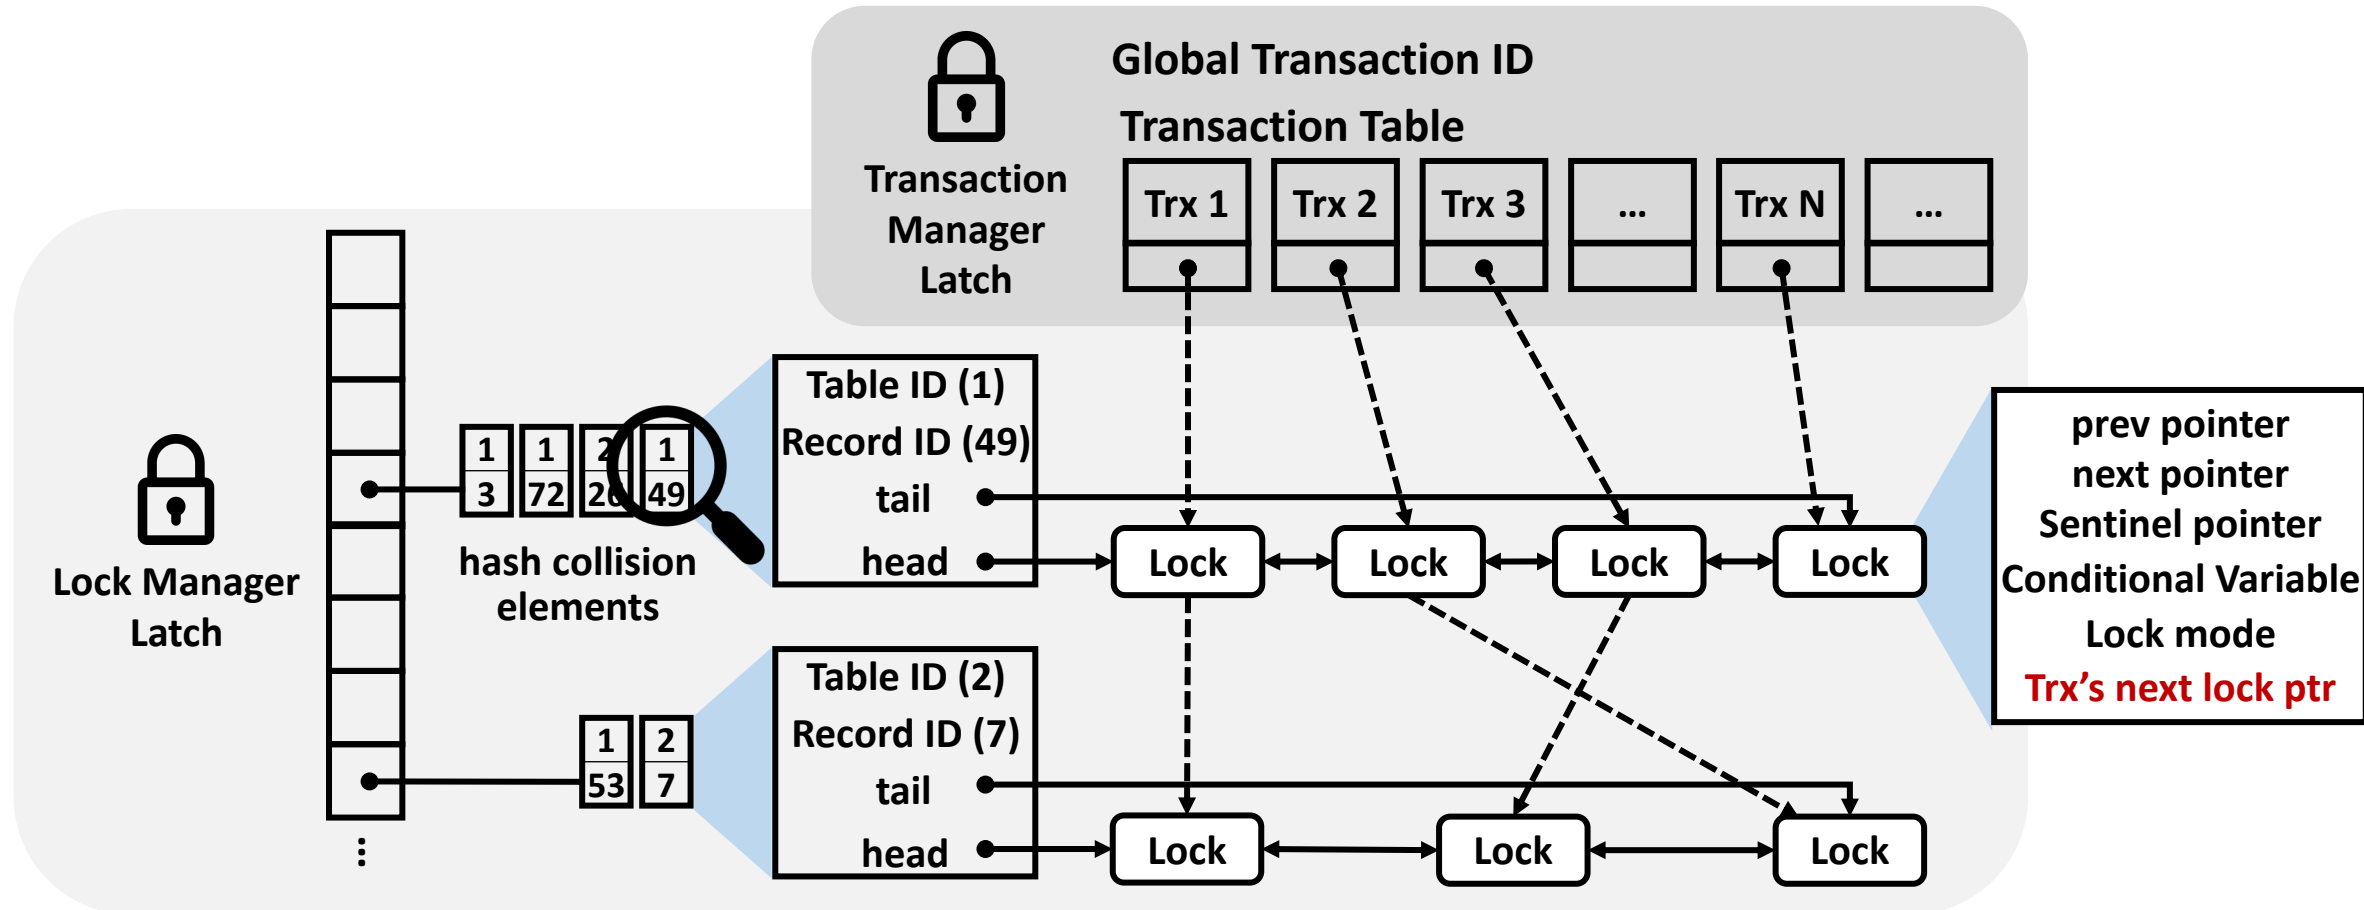 Global Transaction ID
Transaction Table
Transaction
Manager
Latch
Trx 1
Trx 2
Trx 3
...
Trx N
...
Lock Manager
Latch
1
3
1
72
2
26
1
49
hash collision
elements
Table ID (1)
Record ID (49)
tail
head
Lock
Lock
Lock
Lock
prev pointer
next pointer
Sentinel pointer
Conditional Variable
Lock mode
Trx’s next lock ptr
1
53
2
7
Table ID (2)
Record ID (7)
tail
head
Lock
Lock
Lock
...